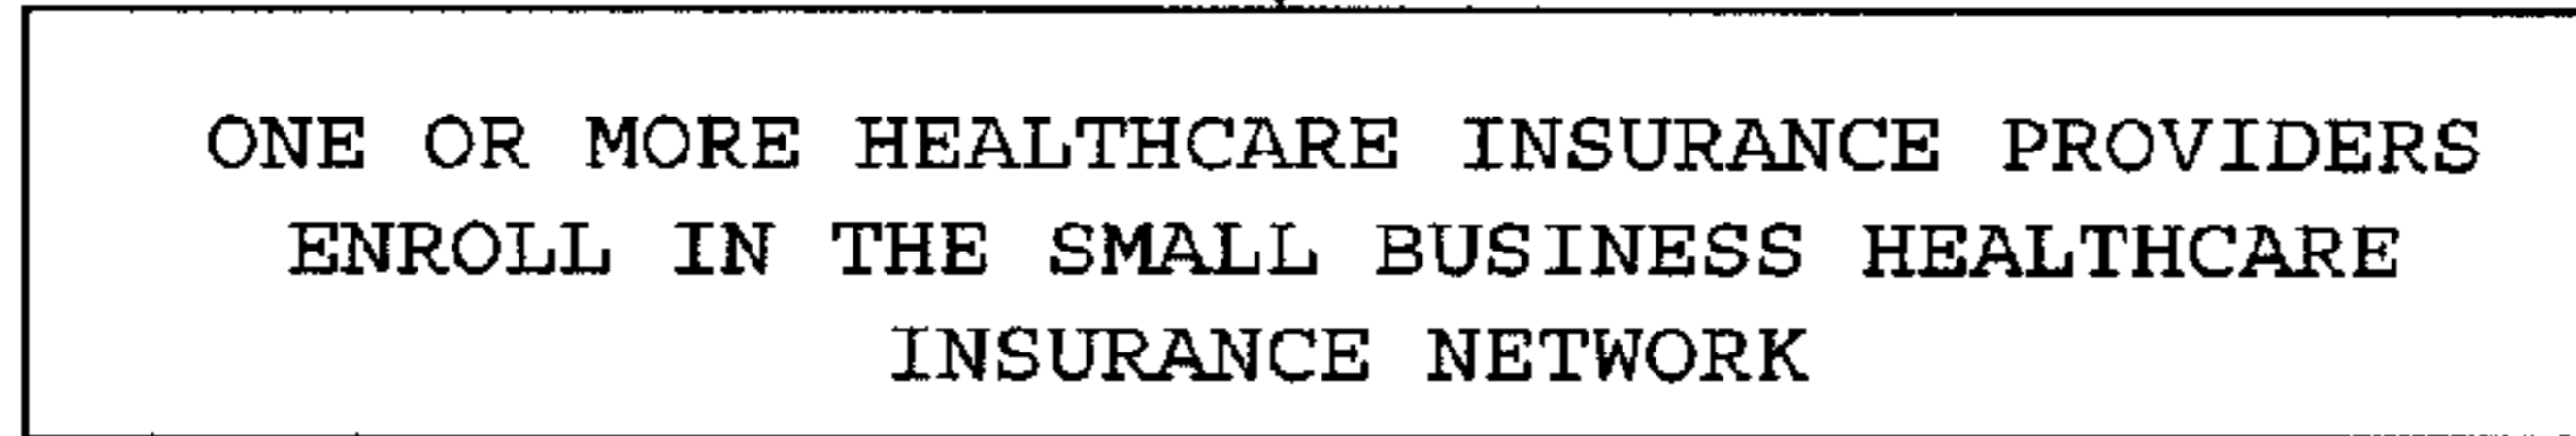 ONE OR MORE HEALTHCARE INSURANCE PROVIDERS
ENROLL IN THE SMALL BUSINESS HEALTHCARE
INSURANCE NETWORK